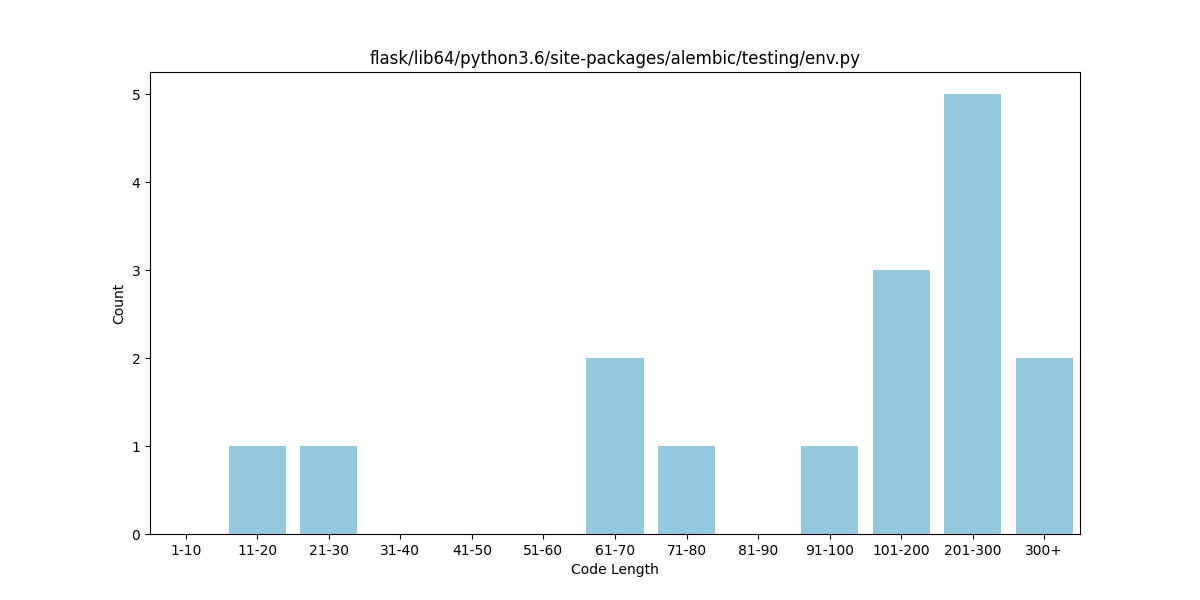 flask/lib64/python3.6/site-packages/alembic/testing/env.py
5
4
3
2
1
0
Count
1-10 11-20 21-30 31-40 41-50 51-60 61-70 71-80 81-90 91-100 101-200 201-300 300+
Code Length